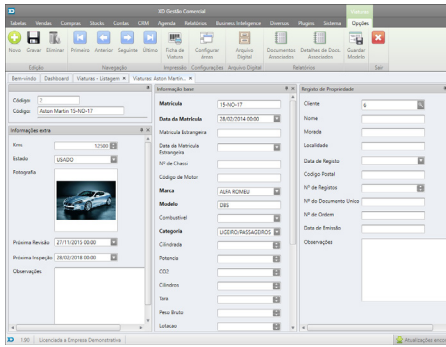 XD Gestão Comercial
Viaturas
Tabelas Vendas Compras Stocks Contas CRM Agenda Relatórios Business Inteligence Diversos Plugins Sistema Opções
Novo Gravar Eliminar Primeiro Anterior Seguinte Último Ficha de Viatura Configurar Áreas Arquivo Digital Documentos Associados Detalhes de Docs. Associados Guardar Modelo
Edição Navegação Impressão Configurações Arquivo Digital Relatórios Sair
Bem-vindo Dashboard Viaturas - Listagem Viaturas: Aston Martin...
Código 7
Código Aston Martin 15-NO-17
Informações extra
Kms. 12500
Estado USADO
Fotografia
Próxima Revisão 27/11/2015 00:00
Próxima Inspeção 28/02/2018 00:00
Observações
Informação base
Matrícula 15-NO-17
Data da Matrícula 28/02/2014 00:00
Matrícula Estrangeira
Data da Matrícula Estrangeira
Nº de Chassi
Código de Motor
Marca ALFA ROMEU
Modelo DBS
Combustível
Categoria LIGEIRO/PASSAGEIROS
Cilindrada
Potencia
CO2
Cilindros
Tara
Peso Bruto
Lotacao
Registo de Propriedade
Cliente 6
Nome
Morada
Localidade
Data de Registo
Codigo Postal
Nº de Registos
Nº do Documento Unico
Nº de Ordem
Data de Emissão
Observações
1.00 Licenciada a Empresa Demonstrativa
Atualizações